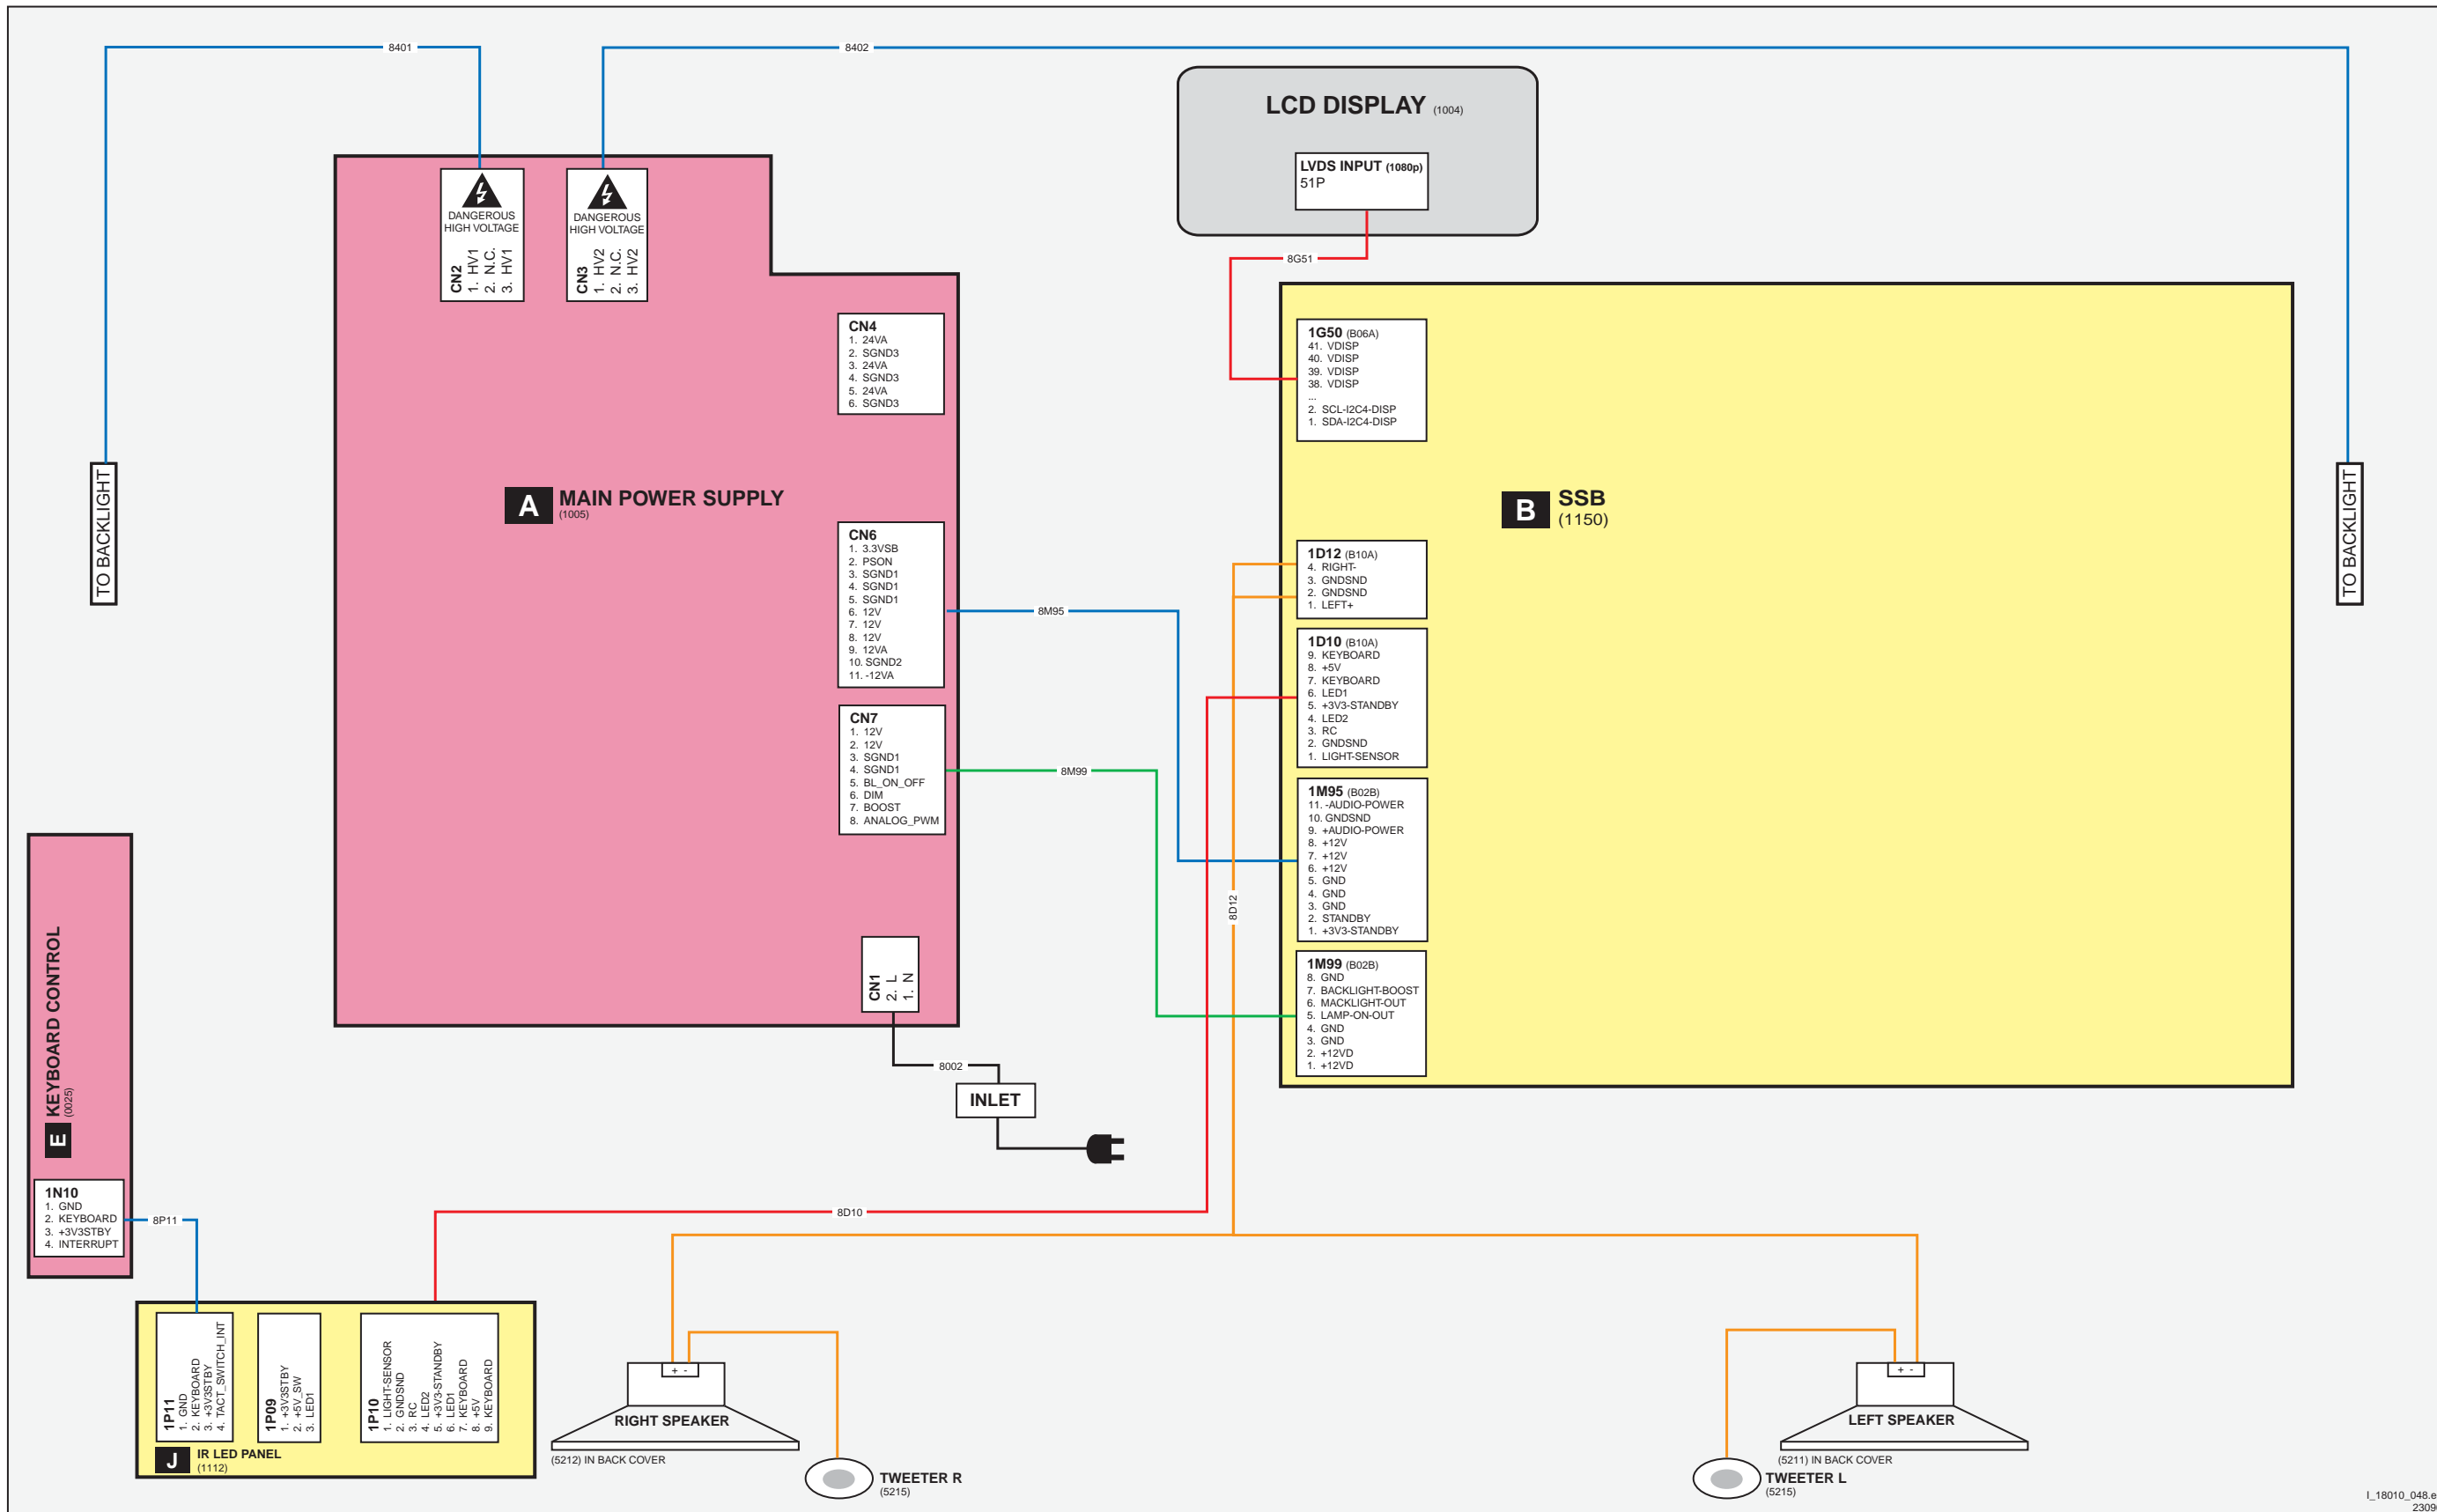 8401
8402
LCD DISPLAY (1004)
LVDS INPUT (1080p)
51P
8G51
DANGEROUS
HIGH VOLTAGE
CN2
1. HV1
2. N.C.
3. HV1
DANGEROUS
HIGH VOLTAGE
CN3
1. HV2
2. N.C.
3. HV2
CN4
1. 24VA
2. SGND3
3. 24VA
4. SGND3
5. 24VA
6. SGND3
1G50 (B06A)
41. VDISP
40. VDISP
39. VDISP
38. VDISP
...
2. SCL-I2C4-DISP
1. SDA-I2C4-DISP
TO BACKLIGHT
A MAIN POWER SUPPLY
(1005)
B SSB
(1150)
TO BACKLIGHT
CN6
1. 3.3VSB
2. PSON
3. SGND1
4. SGND1
5. SGND1
6. 12V
7. 12V
8. 12V
9. 12VA
10. SGND2
11. -12VA
8M95
1D12 (B10A)
4. RIGHT-
3. GNDSND
2. GNDSND
1. LEFT+
1D10 (B10A)
9. KEYBOARD
8. +5V
7. KEYBOARD
6. LED1
5. +3V3-STANDBY
4. LED2
3. RC
2. GNDSND
1. LIGHT-SENSOR
CN7
1. 12V
2. 12V
3. SGND1
4. SGND1
5. BL_ON_OFF
6. DIM
7. BOOST
8. ANALOG_PWM
8M99
1M95 (B02B)
11. -AUDIO-POWER
10. GNDSND
9. +AUDIO-POWER
8. +12V
7. +12V
6. +12V
5. GND
4. GND
3. GND
2. STANDBY
1. +3V3-STANDBY
8D12
1M99 (B02B)
8. GND
7. BACKLIGHT-BOOST
6. MACKLIGHT-OUT
5. LAMP-ON-OUT
4. GND
3. GND
2. +12VD
1. +12VD
CN1
2. L
1. N
8002
INLET
E KEYBOARD CONTROL
(0025)
1N10
1. GND
2. KEYBOARD
3. +3V3STBY
4. INTERRUPT
8P11
8D10
1P11
1. GND
2. KEYBOARD
3. +3V3STBY
4. TACT_SWITCH_INT
1P09
1. +3V3STBY
2. +5V_SW
3. LED1
1P10
1. LIGHT-SENSOR
2. GNDSND
3. RC
4. LED2
5. +3V3-STANDBY
6. LED1
7. KEYBOARD
8. +5V
9. KEYBOARD
J IR LED PANEL
(1112)
+ -
RIGHT SPEAKER
(5212) IN BACK COVER
TWEETER R
(5215)
+ -
LEFT SPEAKER
(5211) IN BACK COVER
TWEETER L
(5215)
I_18010_048.e
2309